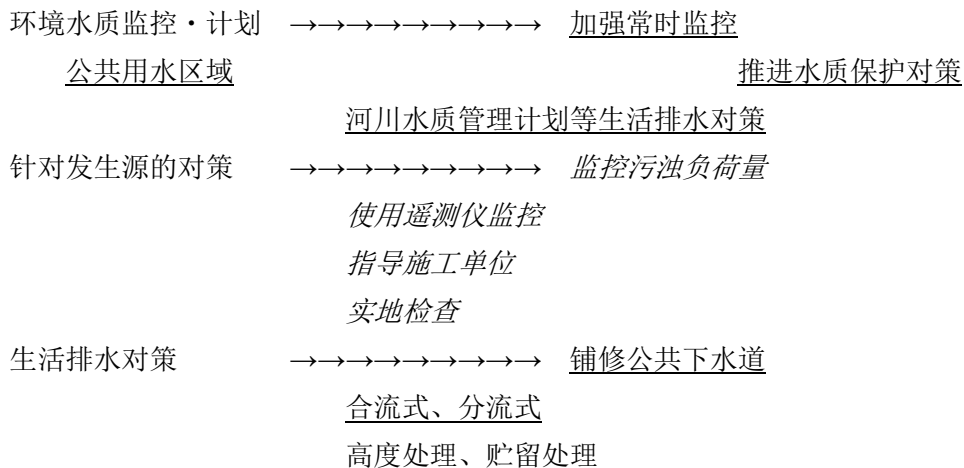 环境水质监控·计划 →→→→→→→→→ 加强常时监控
公共用水区域 推进水质保护对策
河川水质管理计划等生活排水对策
针对发生源的对策 →→→→→→→→→ 监控污浊负荷量
使用遥测仪监控
指导施工单位
实地检查
生活排水对策 →→→→→→→→→ 铺修公共下水道
合流式、分流式
高度处理、贮留处理